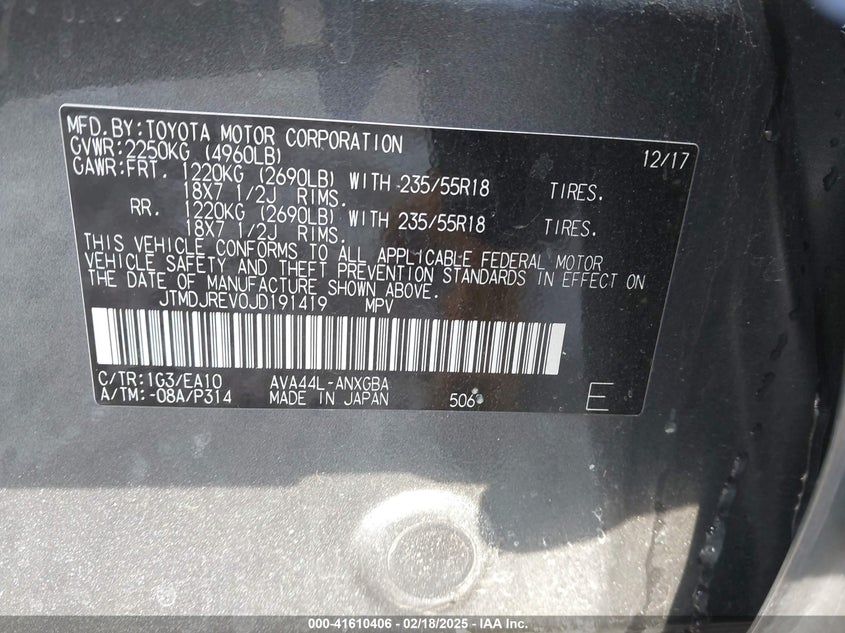 MFD.BY:TOYOTA MOTOR CORPORATION 12/17
GVWR:2250KG (4960LB)
GAWR:FRT. 1220KG (2690LB) WITH 235/55R18 TIRES.
18X7 1/2J RIMS.
RR. 1220KG (2690LB) WITH 235/55R18 TIRES.
18X7 1/2J RIMS.
THIS VEHICLE CONFORMS TO ALL APPLICABLE FEDERAL MOTOR
VEHICLE SAFETY AND THEFT PREVENTION STANDARDS IN EFFECT ON
THE DATE OF MANUFACTURE SHOWN ABOVE.
JTMDJREV0JD191419 MPV
C/TR:1G3/EA10 AVA44L-ANXGBA
A/TM:-08A/P314 MADE IN JAPAN 506 E
000-41610406 - 02/18/2025 - IAA Inc.